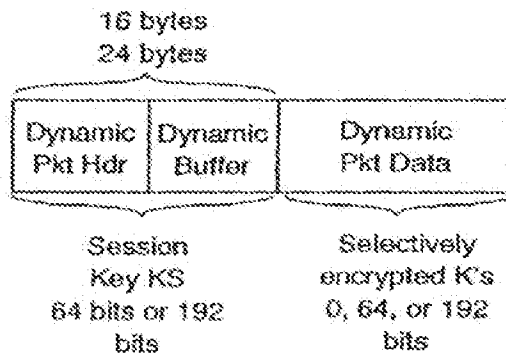 16 bytes
24 bytes
Dynamic
Pkt Hdr
Dynamic
Buffer
Dynamic
Pkt Data
Session
Key KS
64 bits or 192
bits
Selectively
encrypted K's
0, 64, or 192
bits